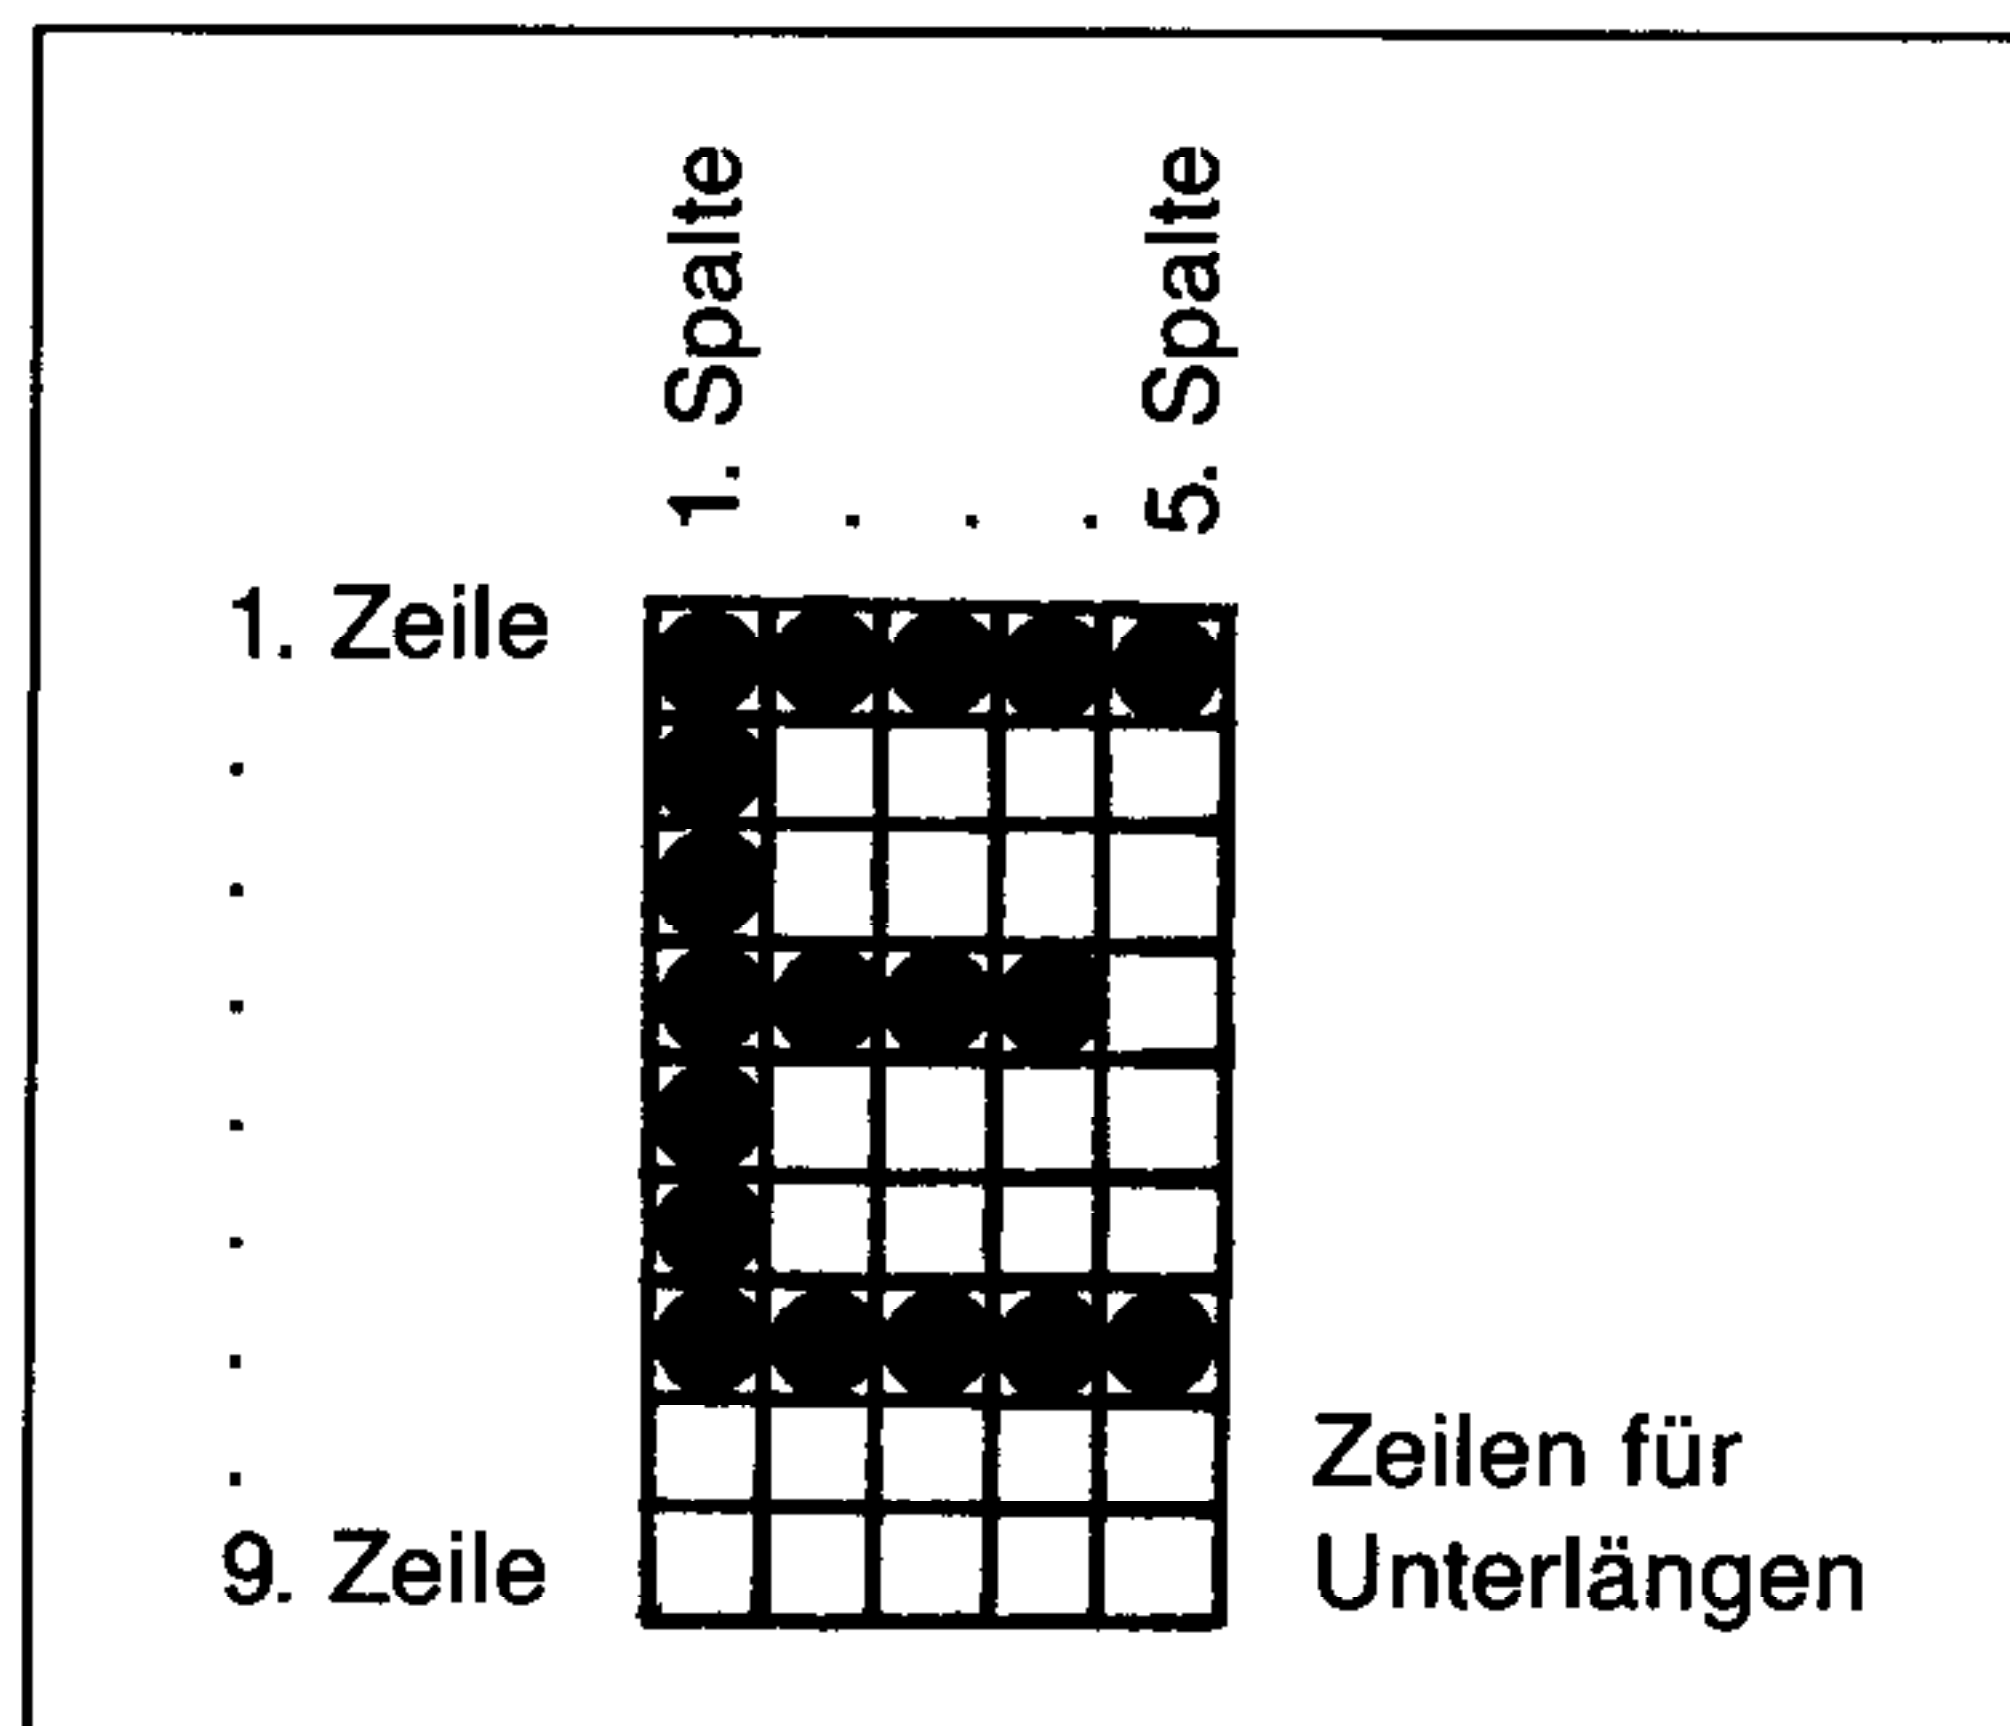 1. Spalte
. . .
5. Spalte
1. Zeile
.
.
.
.
.
.
.
9. Zeile
Zeilen für
Unterlängen